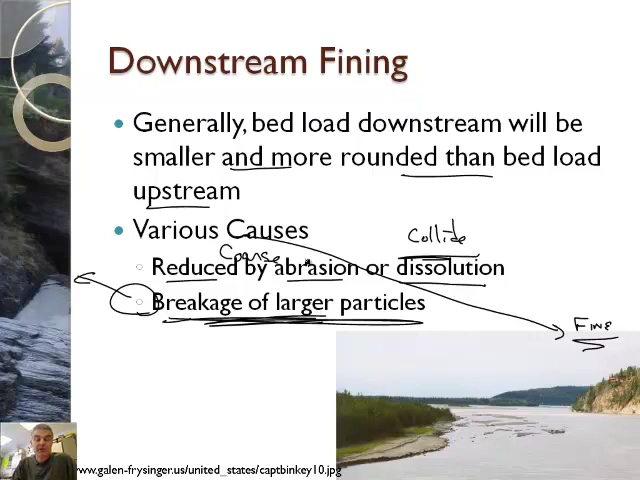 Downstream Fining
Generally, bed load downstream will be
smaller and more rounded than bed load
upstream
Various Causes
Collide
Coarse
Reduced by abrasion or dissolution
Breakage of larger particles
Fine
www.galen-frysinger.us/united_states/captbinkey10.jpg